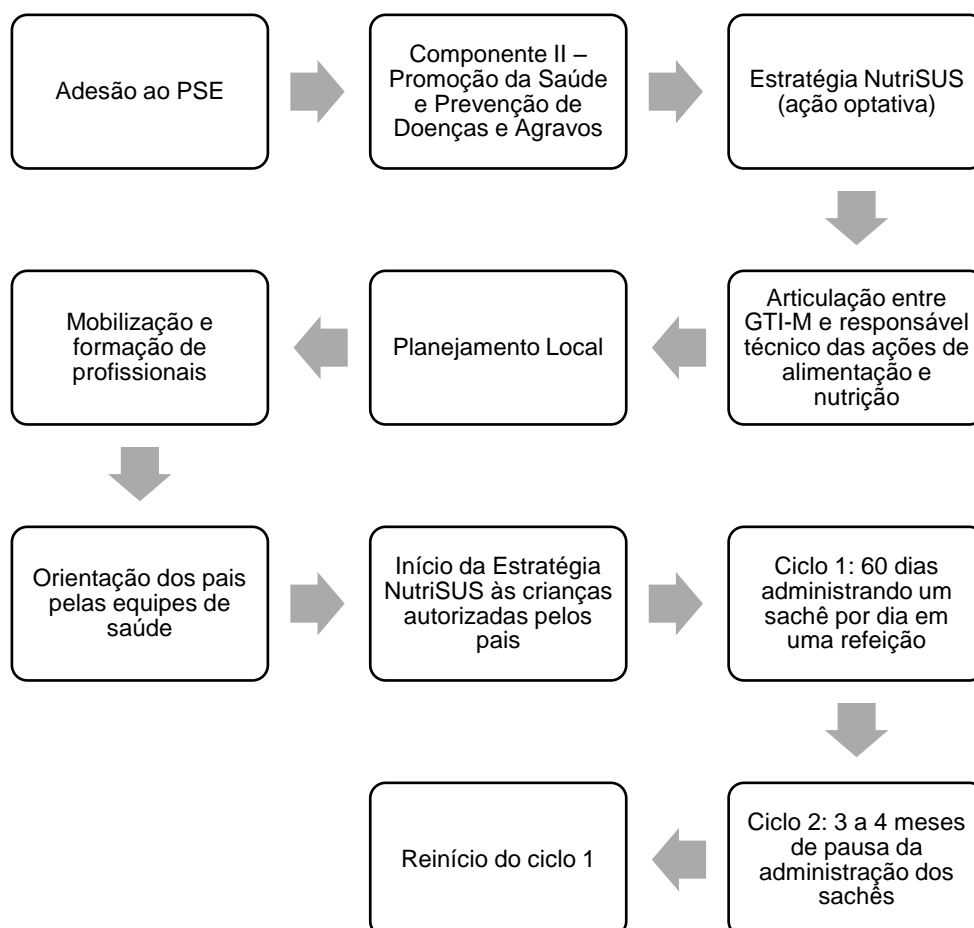 Adesão ao PSE
Componente II –
Promoção da Saúde
e Prevenção de
Doenças e Agravos
Estratégia NutriSUS
(ação optativa)
Articulação entre
GTI-M e responsável
técnico das ações de
alimentação e
nutrição
Planejamento Local
Mobilização e
formação de
profissionais
Orientação dos pais
pelas equipes de
saúde
Início da Estratégia
NutriSUS às crianças
autorizadas pelos
pais
Ciclo 1: 60 dias
administrando um
sachê por dia em
uma refeição
Ciclo 2: 3 a 4 meses
de pausa da
administração dos
sachês
Reinício do ciclo 1